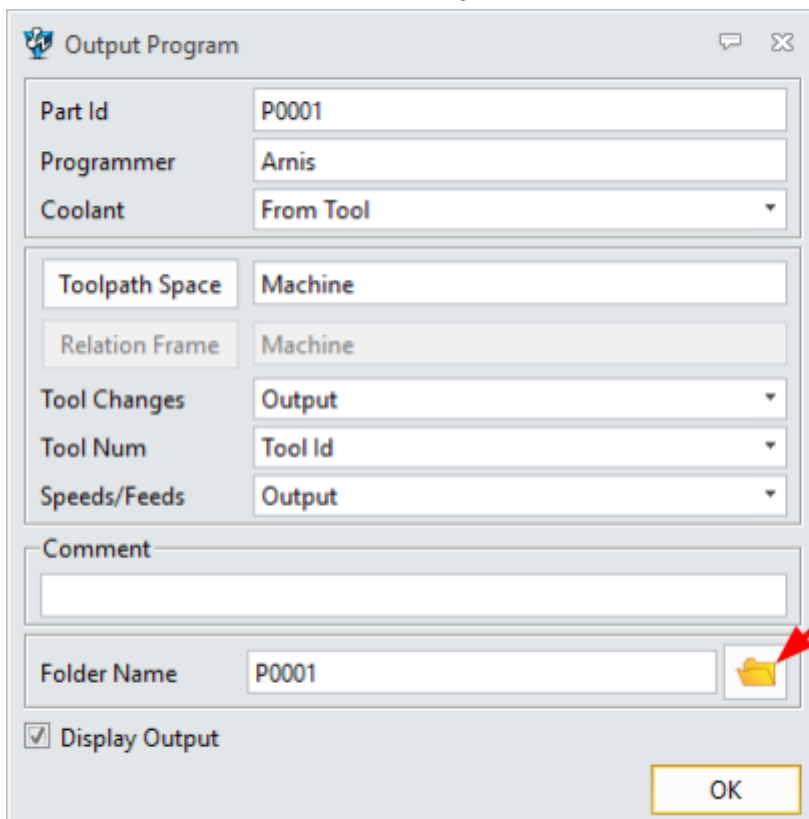 Output Program
Part Id P0001
Programmer Arnis
Coolant From Tool
Toolpath Space Machine
Relation Frame Machine
Tool Changes Output
Tool Num Tool Id
Speeds/Feeds Output
Comment
Folder Name P0001
Display Output
OK